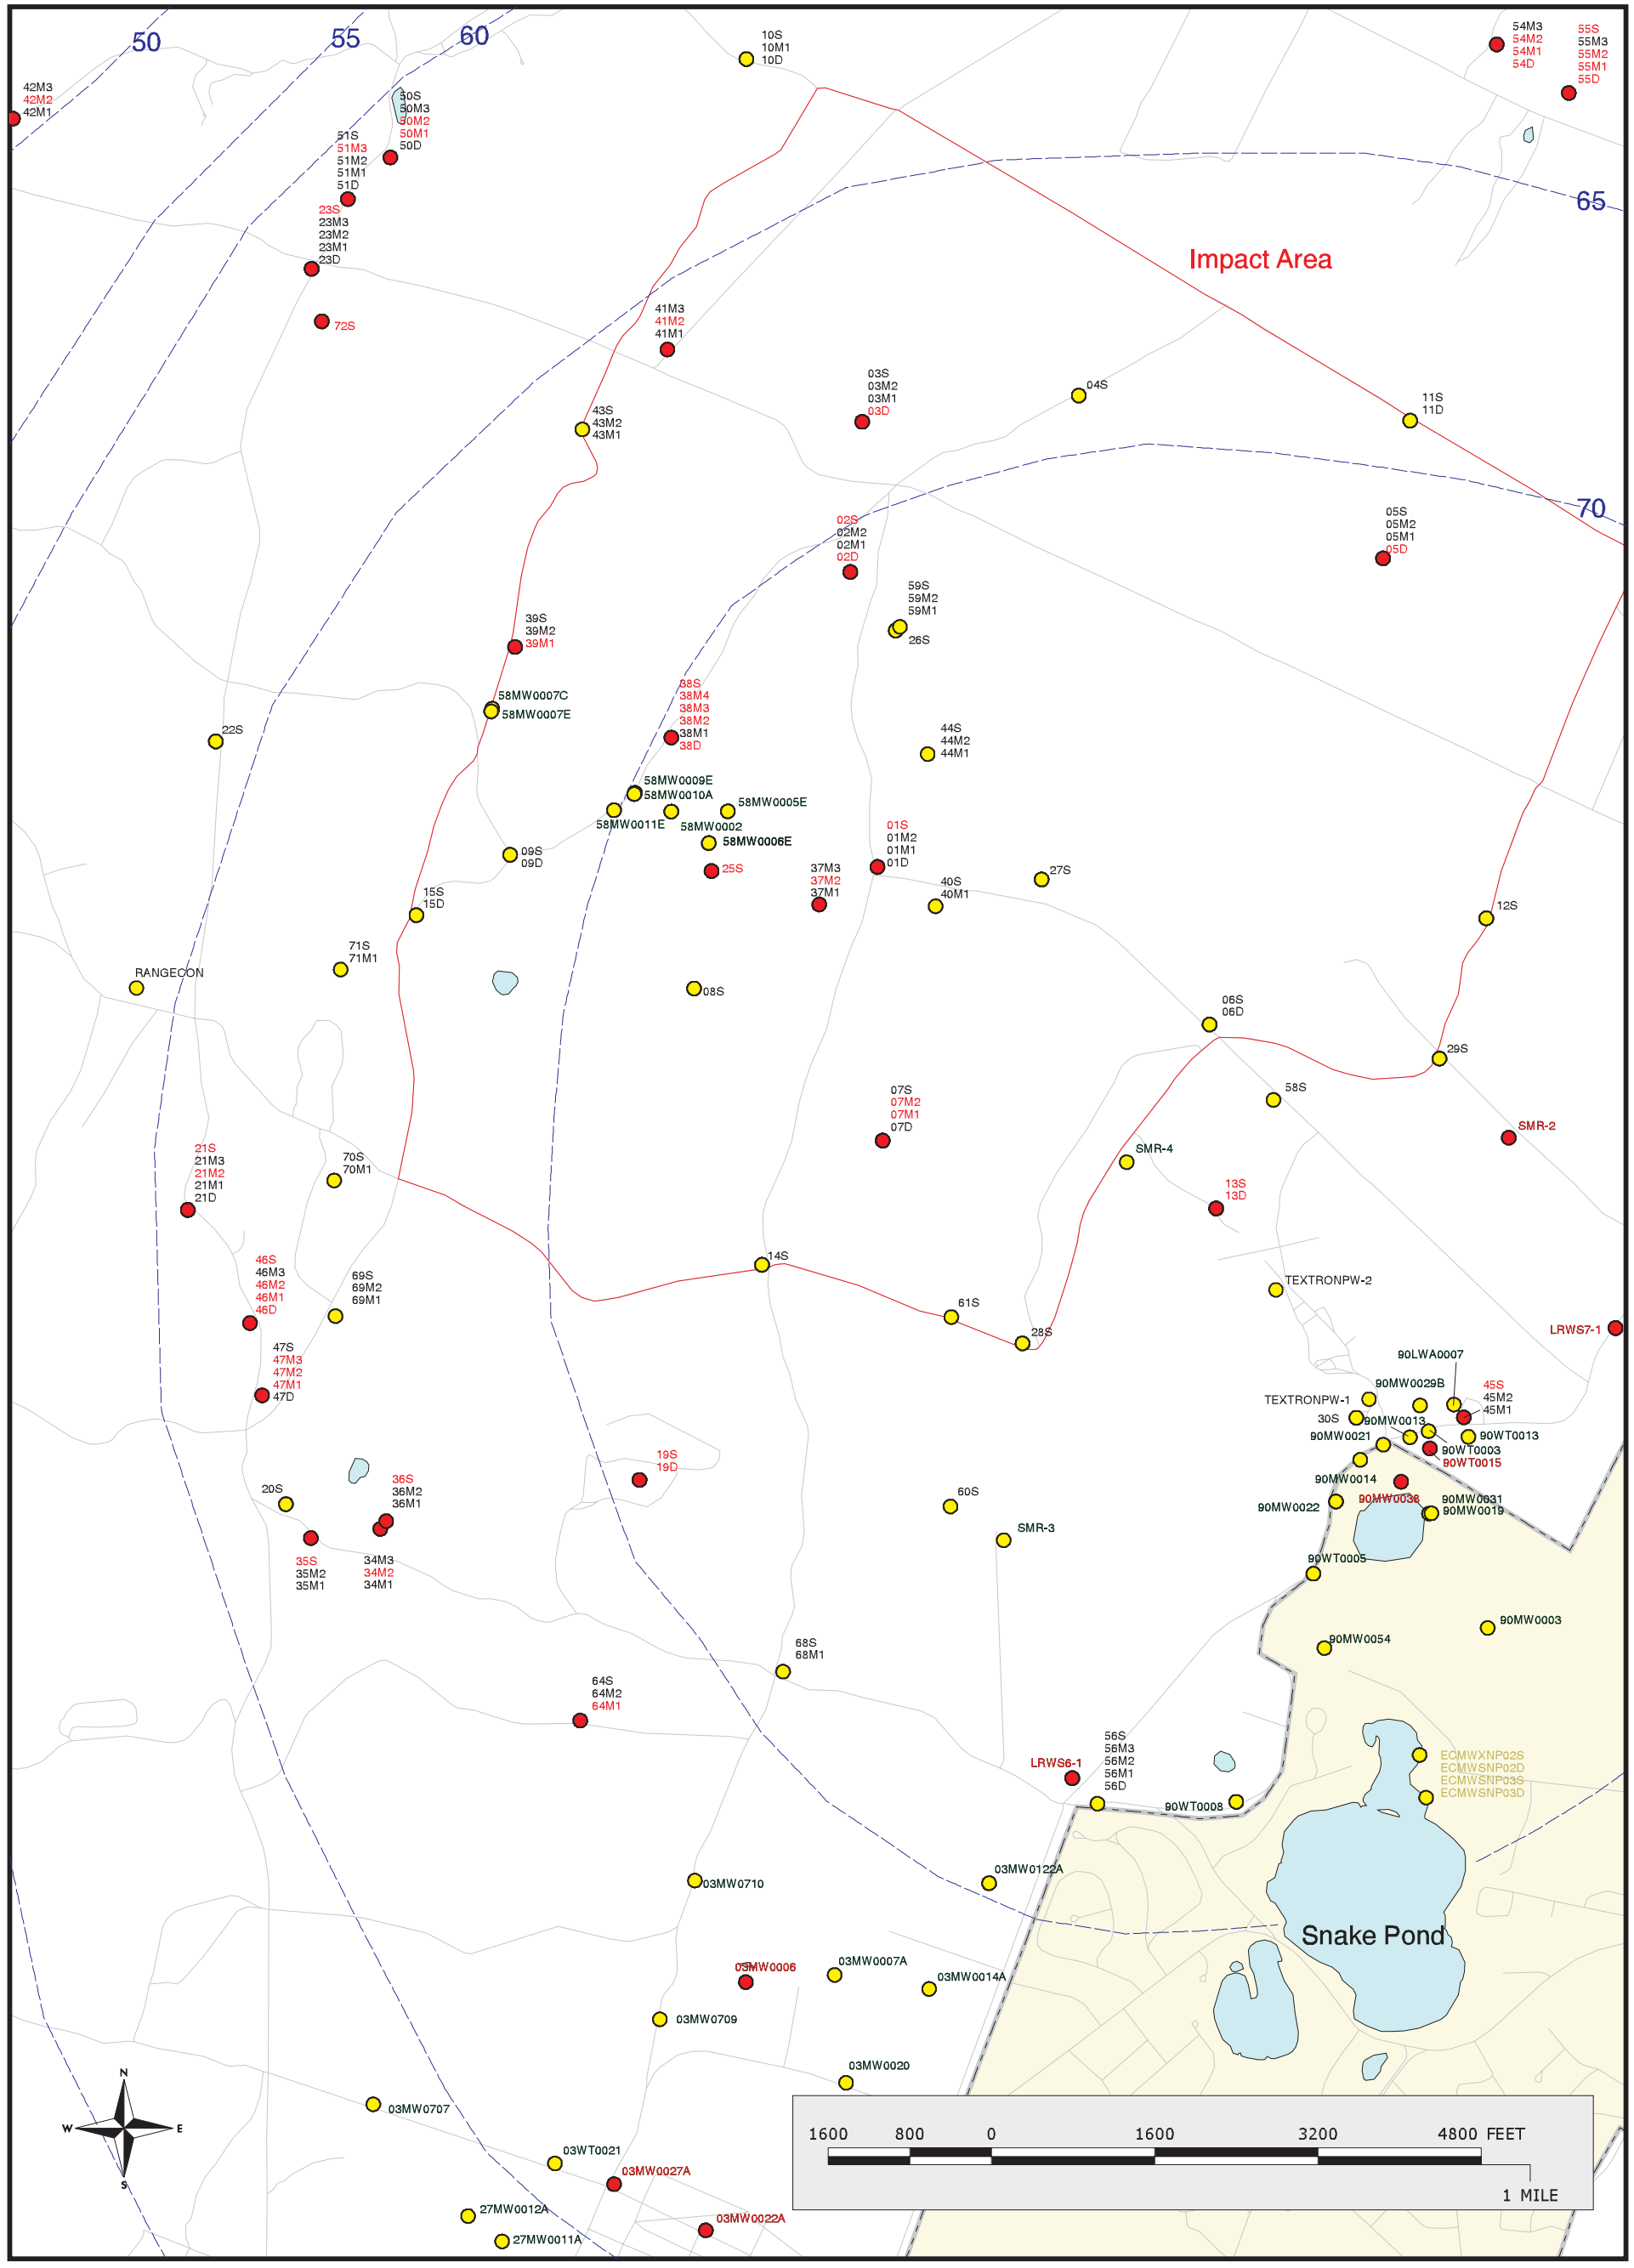 50
55
60
10S
10M1
10D
54M3
54M2
54M1
54D
55S
55M3
55M2
55M1
55D
42M3
42M2
42M1
50S
50M3
50M2
50M1
50D
51S
51M3
51M2
51M1
51D
65
23S
23M3
23M2
23M1
23D
Impact Area
72S
41M3
41M2
41M1
03S
03M2
03M1
03D
04S
11S
11D
43S
43M2
43M1
70
02S
02M2
02M1
02D
05S
05M2
05M1
05D
59S
59M2
59M1
26S
39S
39M2
39M1
58MW0007C
58MW0007E
38S
38M4
38M3
38M2
38M1
38D
22S
44S
44M2
44M1
58MW0009E
58MW0010A
58MW0005E
58MW0011E
58MW0002
58MW0006E
01S
01M2
01M1
01D
09S
09D
25S
37M3
37M2
37M1
27S
40S
40M1
15S
15D
12S
71S
71M1
RANGECON
08S
06S
06D
29S
58S
07S
07M2
07M1
07D
SMR-2
SMR-4
21S
21M3
21M2
21M1
21D
70S
70M1
13S
13D
46S
46M3
46M2
46M1
46D
14S
69S
69M2
69M1
TEXTRONPW-2
61S
28S
LRWS7-1
47S
47M3
47M2
47M1
47D
90LWA0007
90MW0029B
45S
45M2
45M1
TEXTRONPW-1
30S
90MW0013
90MW0021
90WT0013
90WT0003
90WT0015
19S
19D
90MW0014
36S
36M2
36M1
20S
60S
90MW0038
90MW0022
90MW0031
90MW0019
SMR-3
35S
35M2
35M1
34M3
34M2
34M1
90WT0005
90MW0003
90MW0054
68S
68M1
64S
64M2
64M1
56S
56M3
56M2
56M1
56D
LRWS6-1
90WT0008
ECMWXNP02S
ECMWSNP02D
ECMWSNP03S
ECMWSNP03D
03MW0710
03MW0122A
Snake Pond
03MW0006
03MW0007A
03MW0014A
03MW0709
03MW0020
03MW0707
N
W
E
S
1600 800 0 1600 3200 4800 FEET
1 MILE
03WT0021
03MW0027A
27MW0012A
03MW0022A
27MW0011A